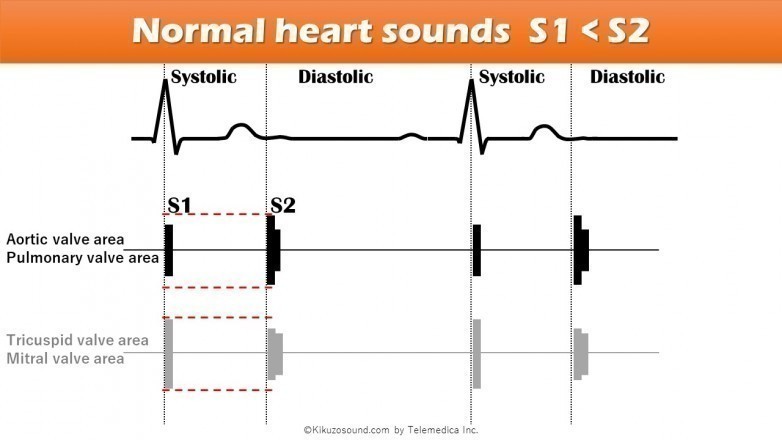 Normal heart sounds S1 < S2
Systolic Diastolic Systolic Diastolic
S1 S2
Aortic valve area
Pulmonary valve area
Tricuspid valve area
Mitral valve area
©Kikuzosound.com by Telemedica Inc.